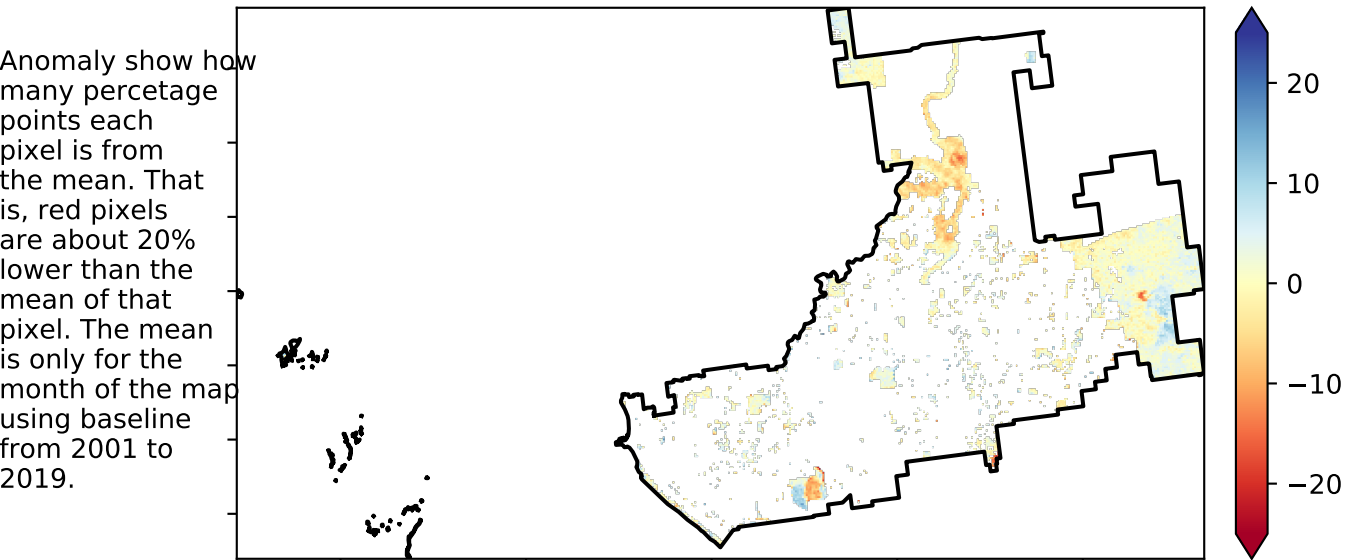 Anomaly show how
many percetage
points each
pixel is from
the mean. That
is, red pixels
are about 20%
lower than the
mean of that
pixel. The mean
is only for the
month of the map
using baseline
from 2001 to
2019.
20
10
0
−10
−20